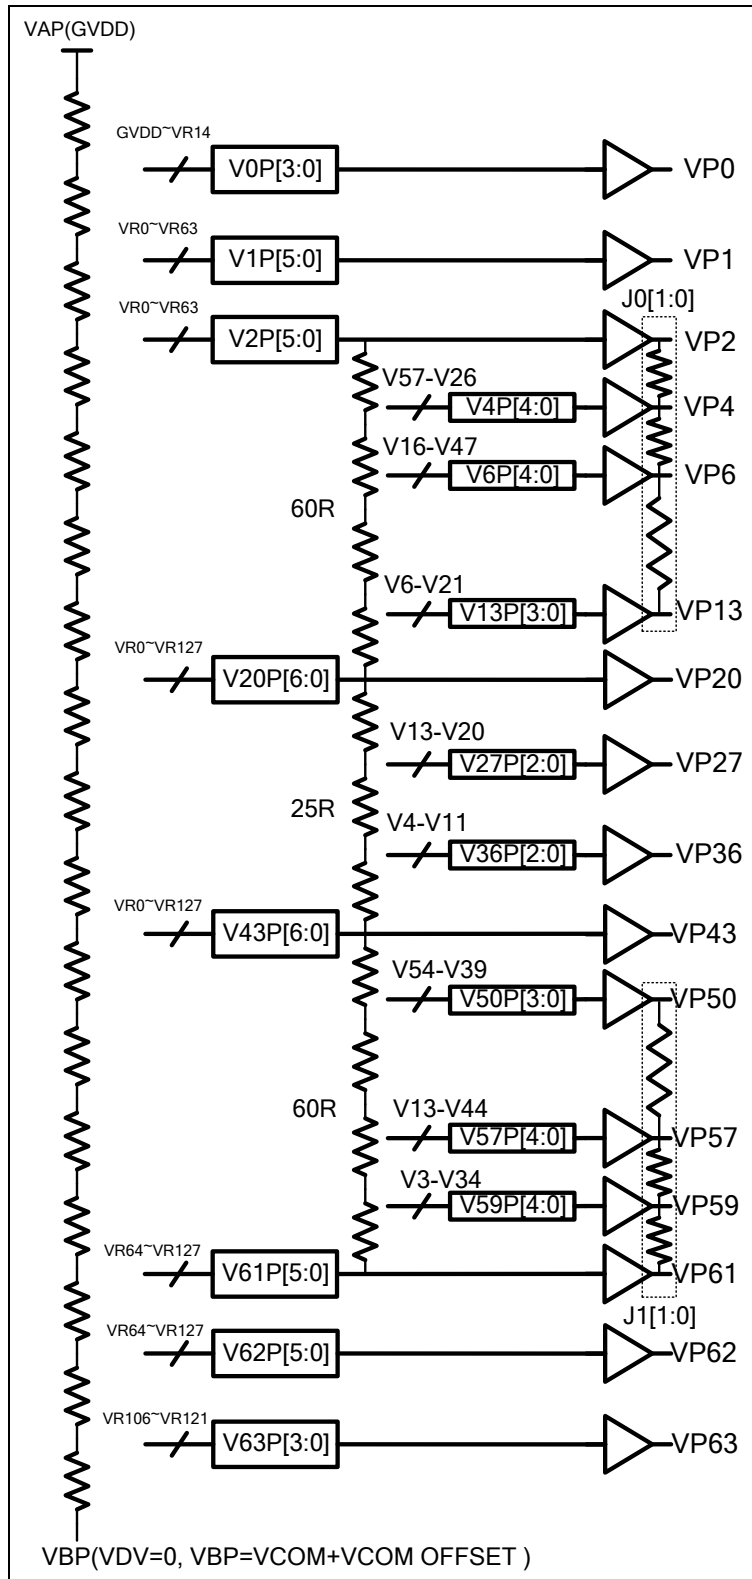 VAP(GVDD)
GVDD~VR14
V0P[3:0]
VP0
VR0~VR63
V1P[5:0]
VP1
J0[1:0]
VR0~VR63
V2P[5:0]
VP2
V57-V26
V4P[4:0]
VP4
V16-V47
V6P[4:0]
VP6
60R
V6-V21
V13P[3:0]
VP13
VR0~VR127
V20P[6:0]
VP20
V13-V20
V27P[2:0]
VP27
25R
V4-V11
V36P[2:0]
VP36
VR0~VR127
V43P[6:0]
VP43
V54-V39
V50P[3:0]
VP50
60R
V13-V44
V57P[4:0]
VP57
V3-V34
V59P[4:0]
VP59
VR64~VR127
V61P[5:0]
VP61
J1[1:0]
VR64~VR127
V62P[5:0]
VP62
VR106~VR121
V63P[3:0]
VP63
VBP(VDV=0, VBP=VCOM+VCOM OFFSET )